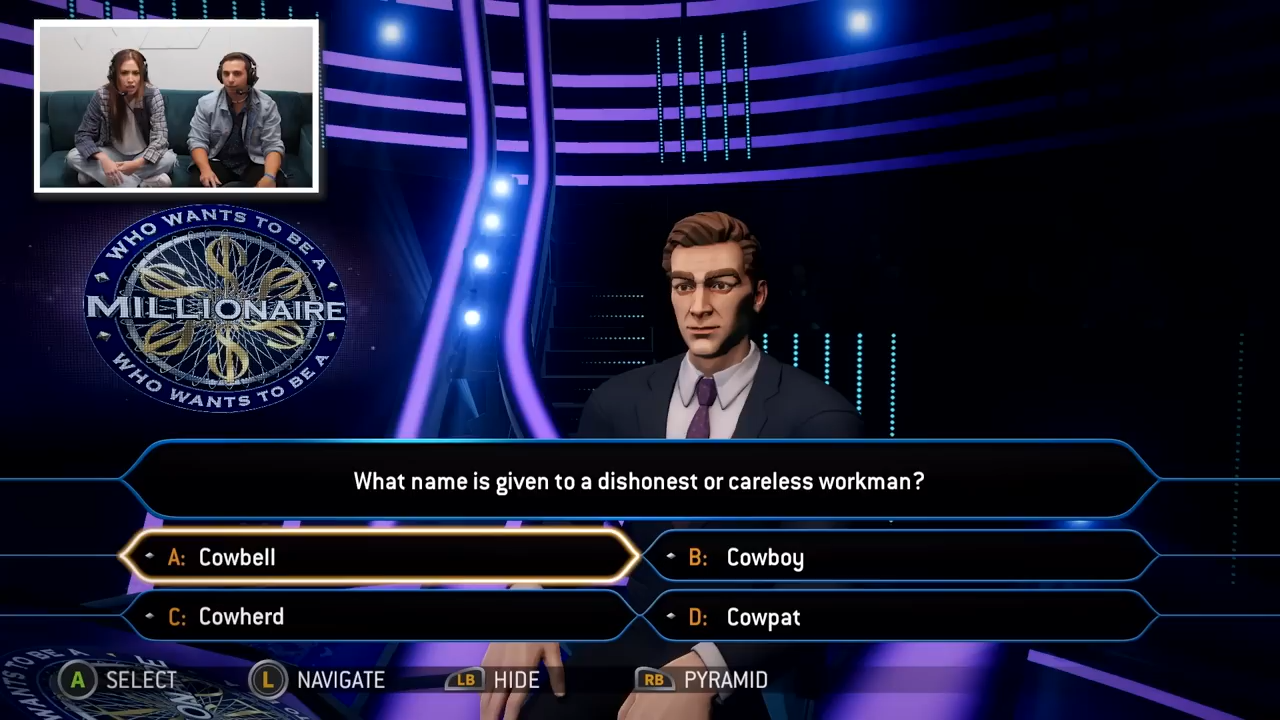 WHO WANTS TO BE A
MILLIONAIRE
WHO WANTS TO BE A
What name is given to a dishonest or careless workman?
A: Cowbell
B: Cowboy
C: Cowherd
D: Cowpat
A SELECT
L NAVIGATE
LB HIDE
RB PYRAMID